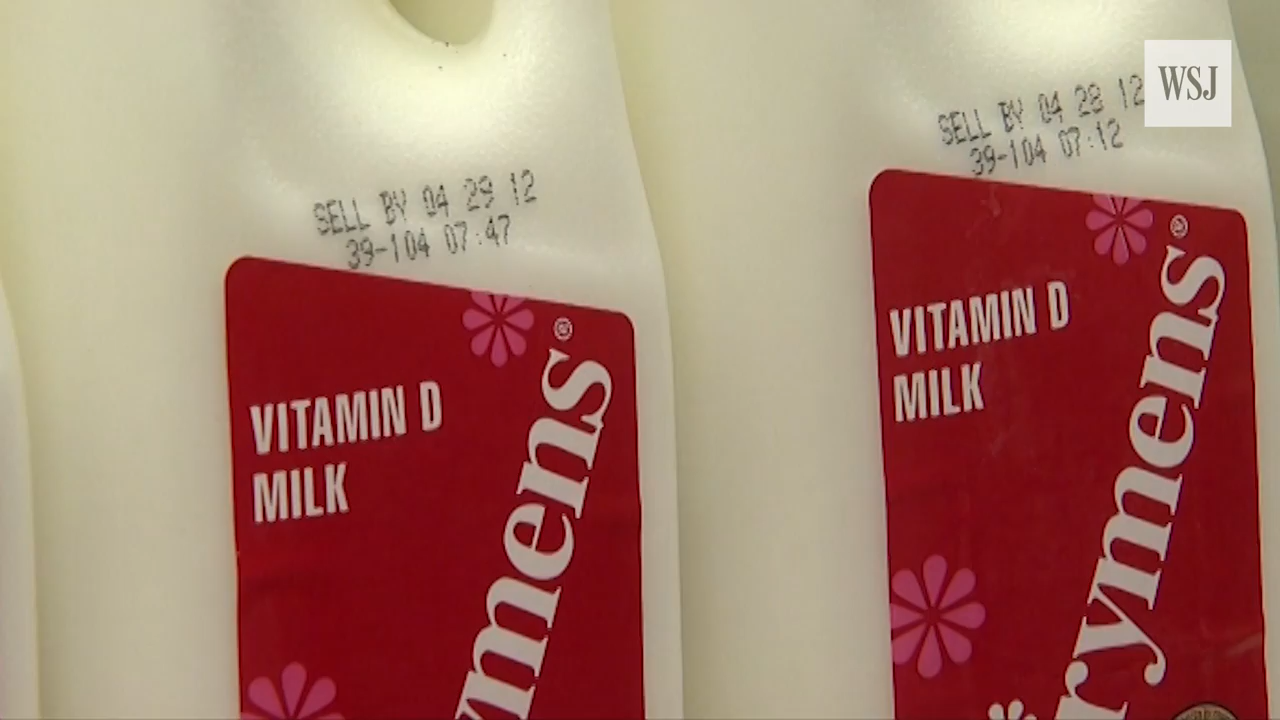 WSJ
SELL BY 04 29 12
39-104 07:47
VITAMIN D
MILK
ymens®
SELL BY 04 28 12
39-104 07:12
VITAMIN D
MILK
rymens®